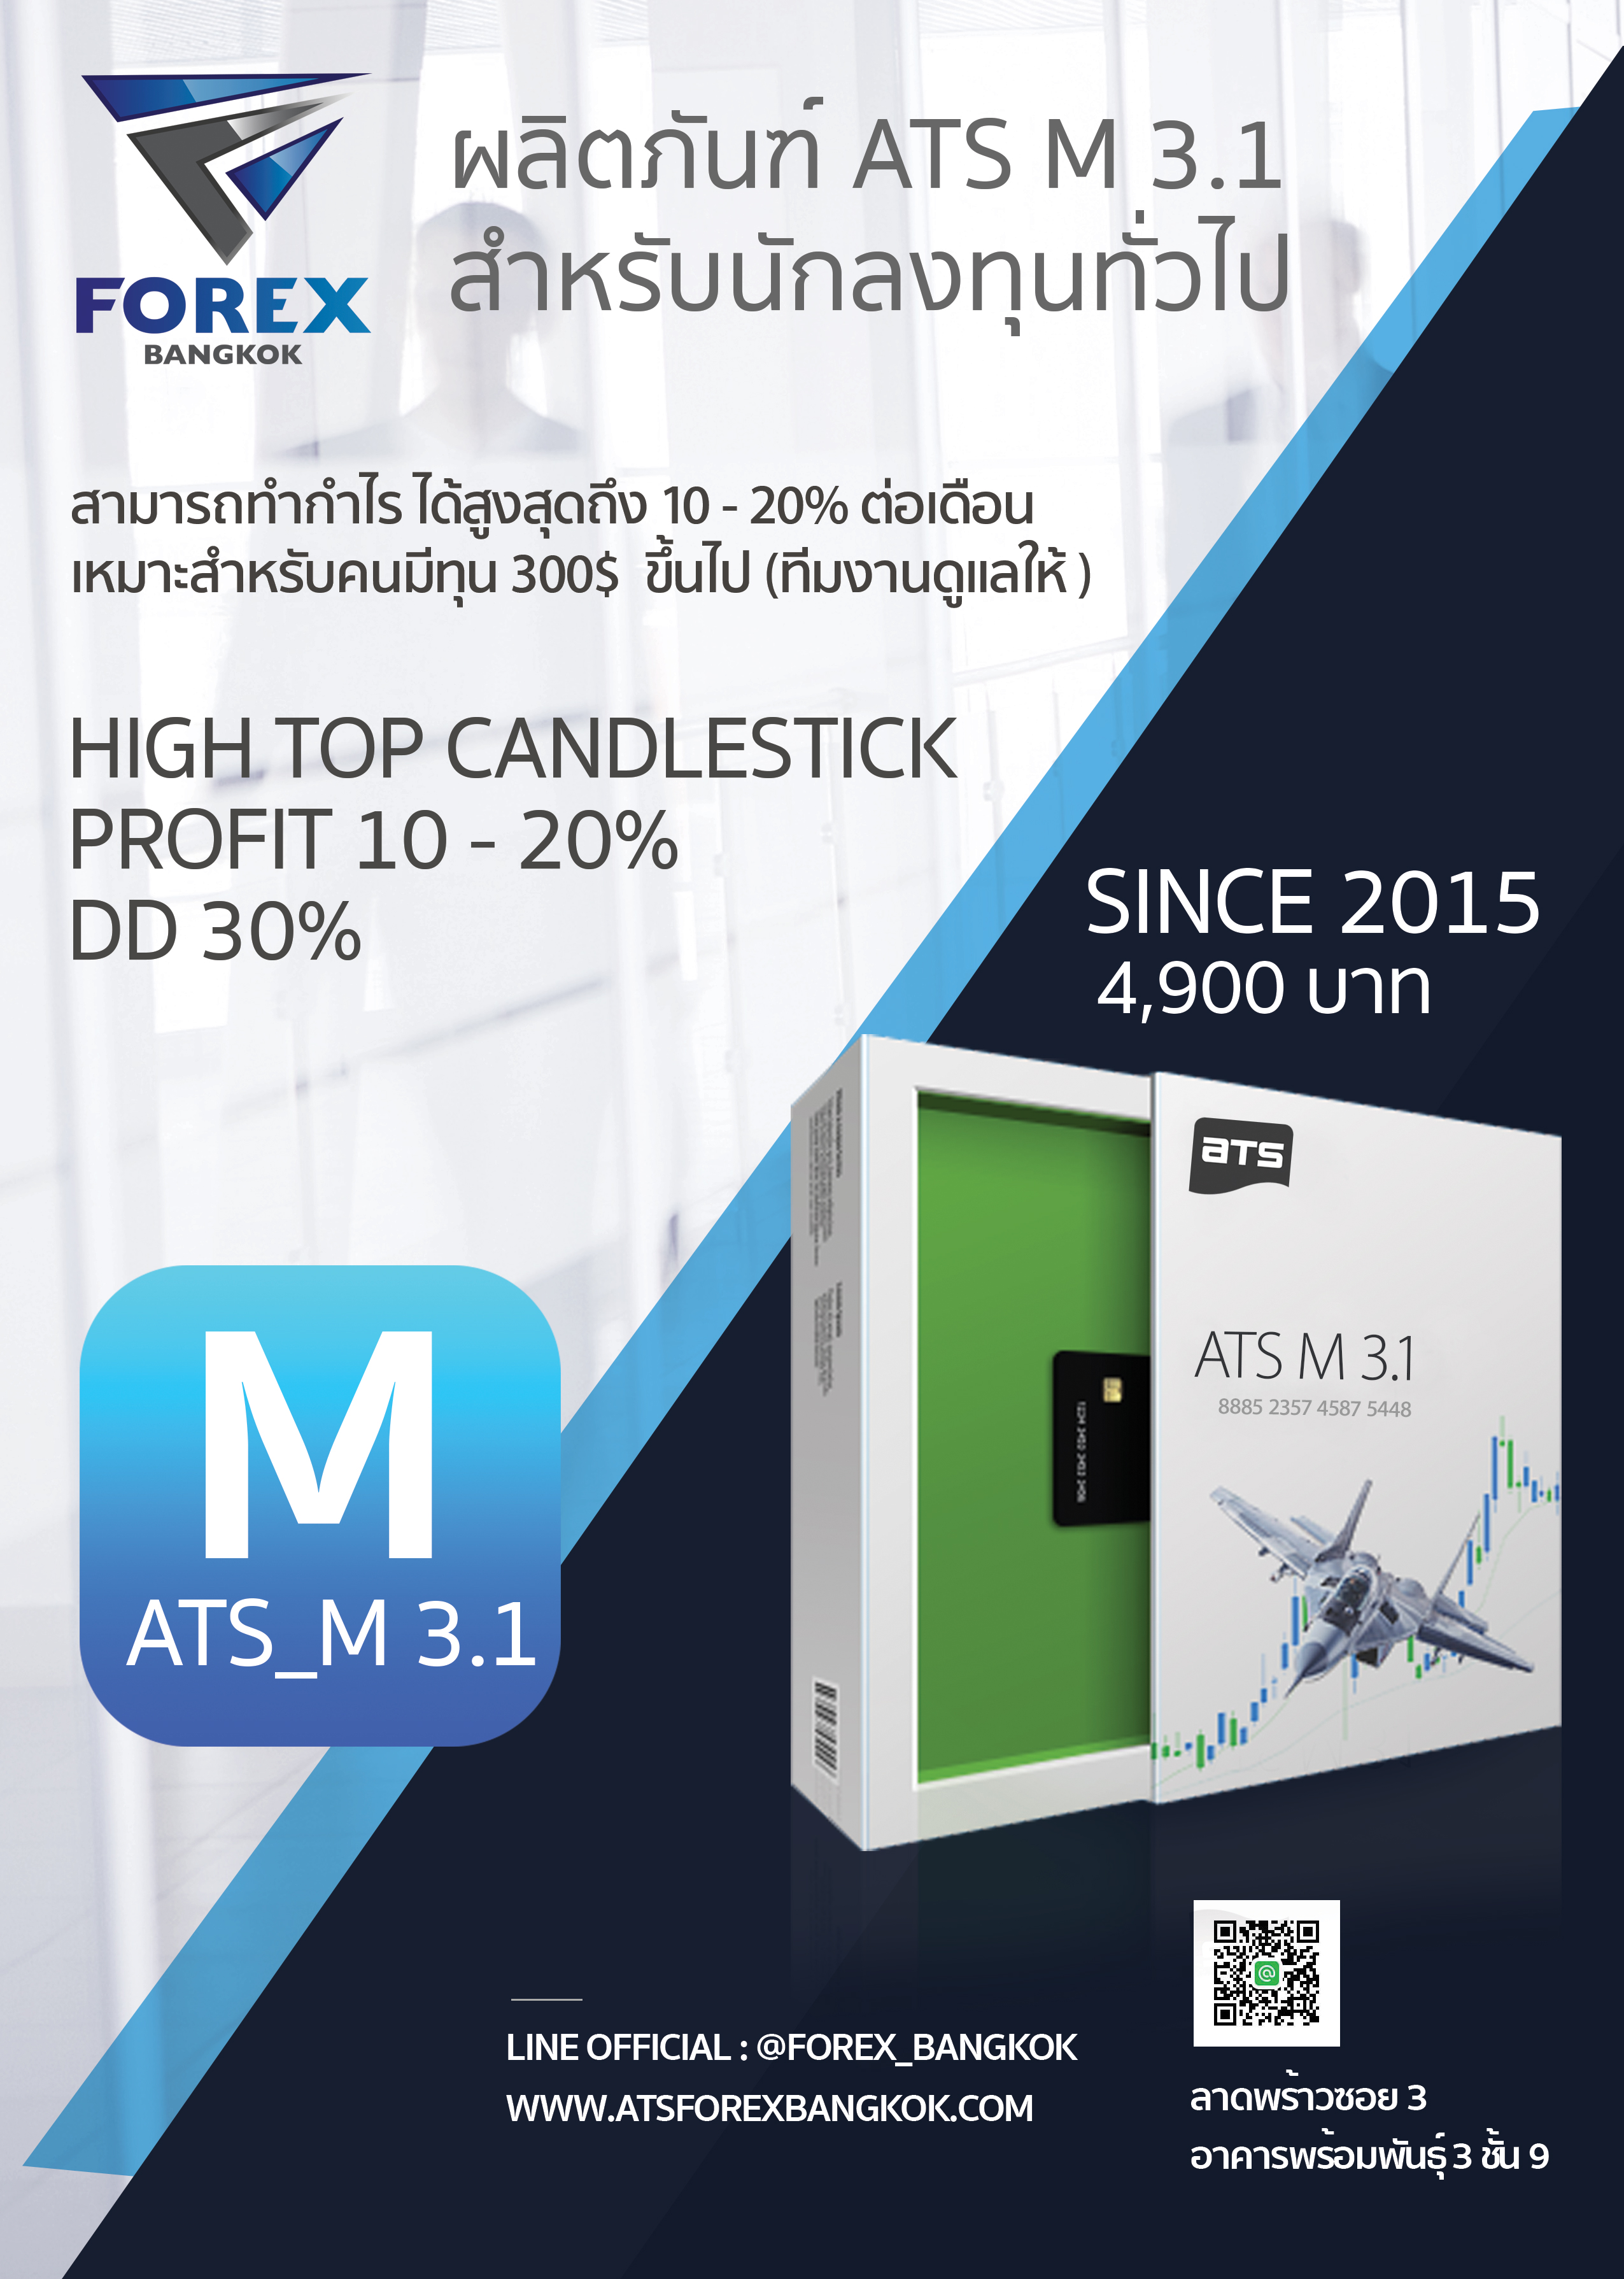 FOREX
BANGKOK
ผลิตภันฑ์ ATS M 3.1
สำหรับนักลงทุนทั่วไป
สามารถทำกำไร ได้สูงสุดถึง 10 - 20% ต่อเดือน
เหมาะสำหรับคนมีทุน 300$ ขึ้นไป (ทีมงานดูแลให้ )
HIGH TOP CANDLESTICK
PROFIT 10 - 20%
DD 30%
SINCE 2015
4,900 บาท
ATS
ATS M 3.1
8885 2357 4587 5448
M
ATS_M 3.1
LINE OFFICIAL : @FOREX_BANGKOK
WWW.ATSFOREXBANGKOK.COM
ลาดพร้าวซอย 3
อาคารพร้อมพันธุ์ 3 ชั้น 9